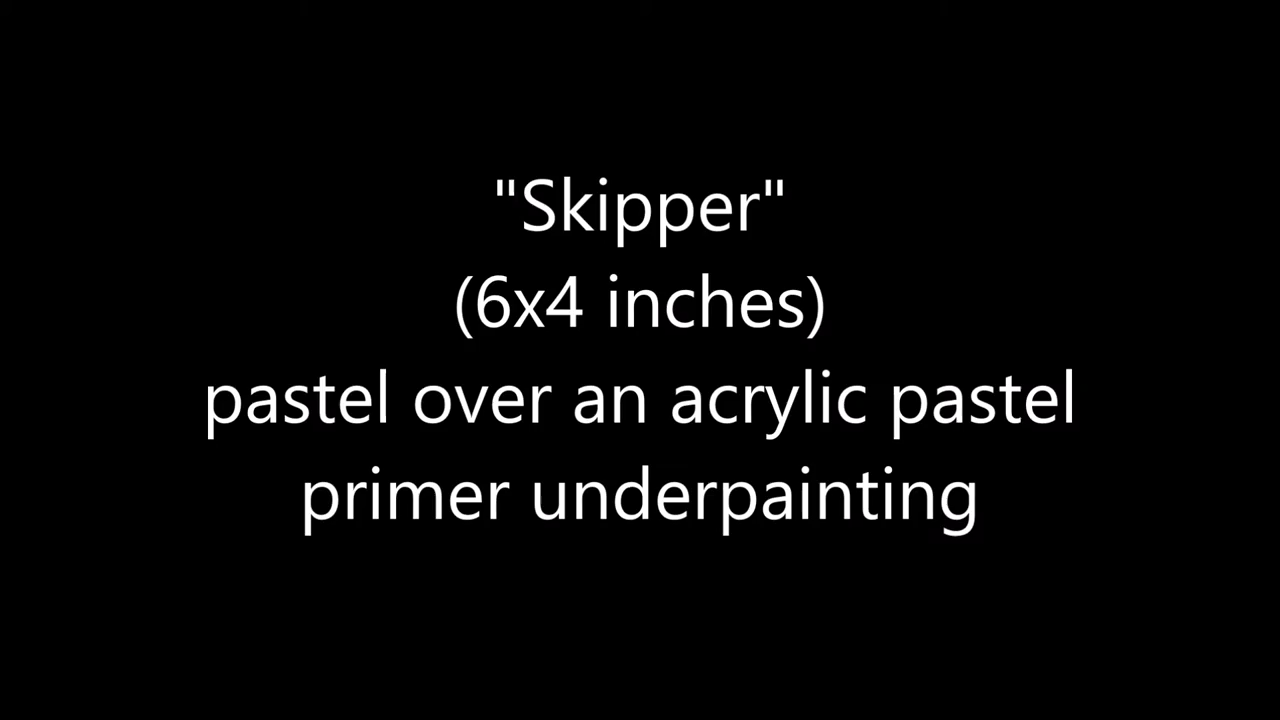 "Skipper"
(6x4 inches)
pastel over an acrylic pastel
primer underpainting